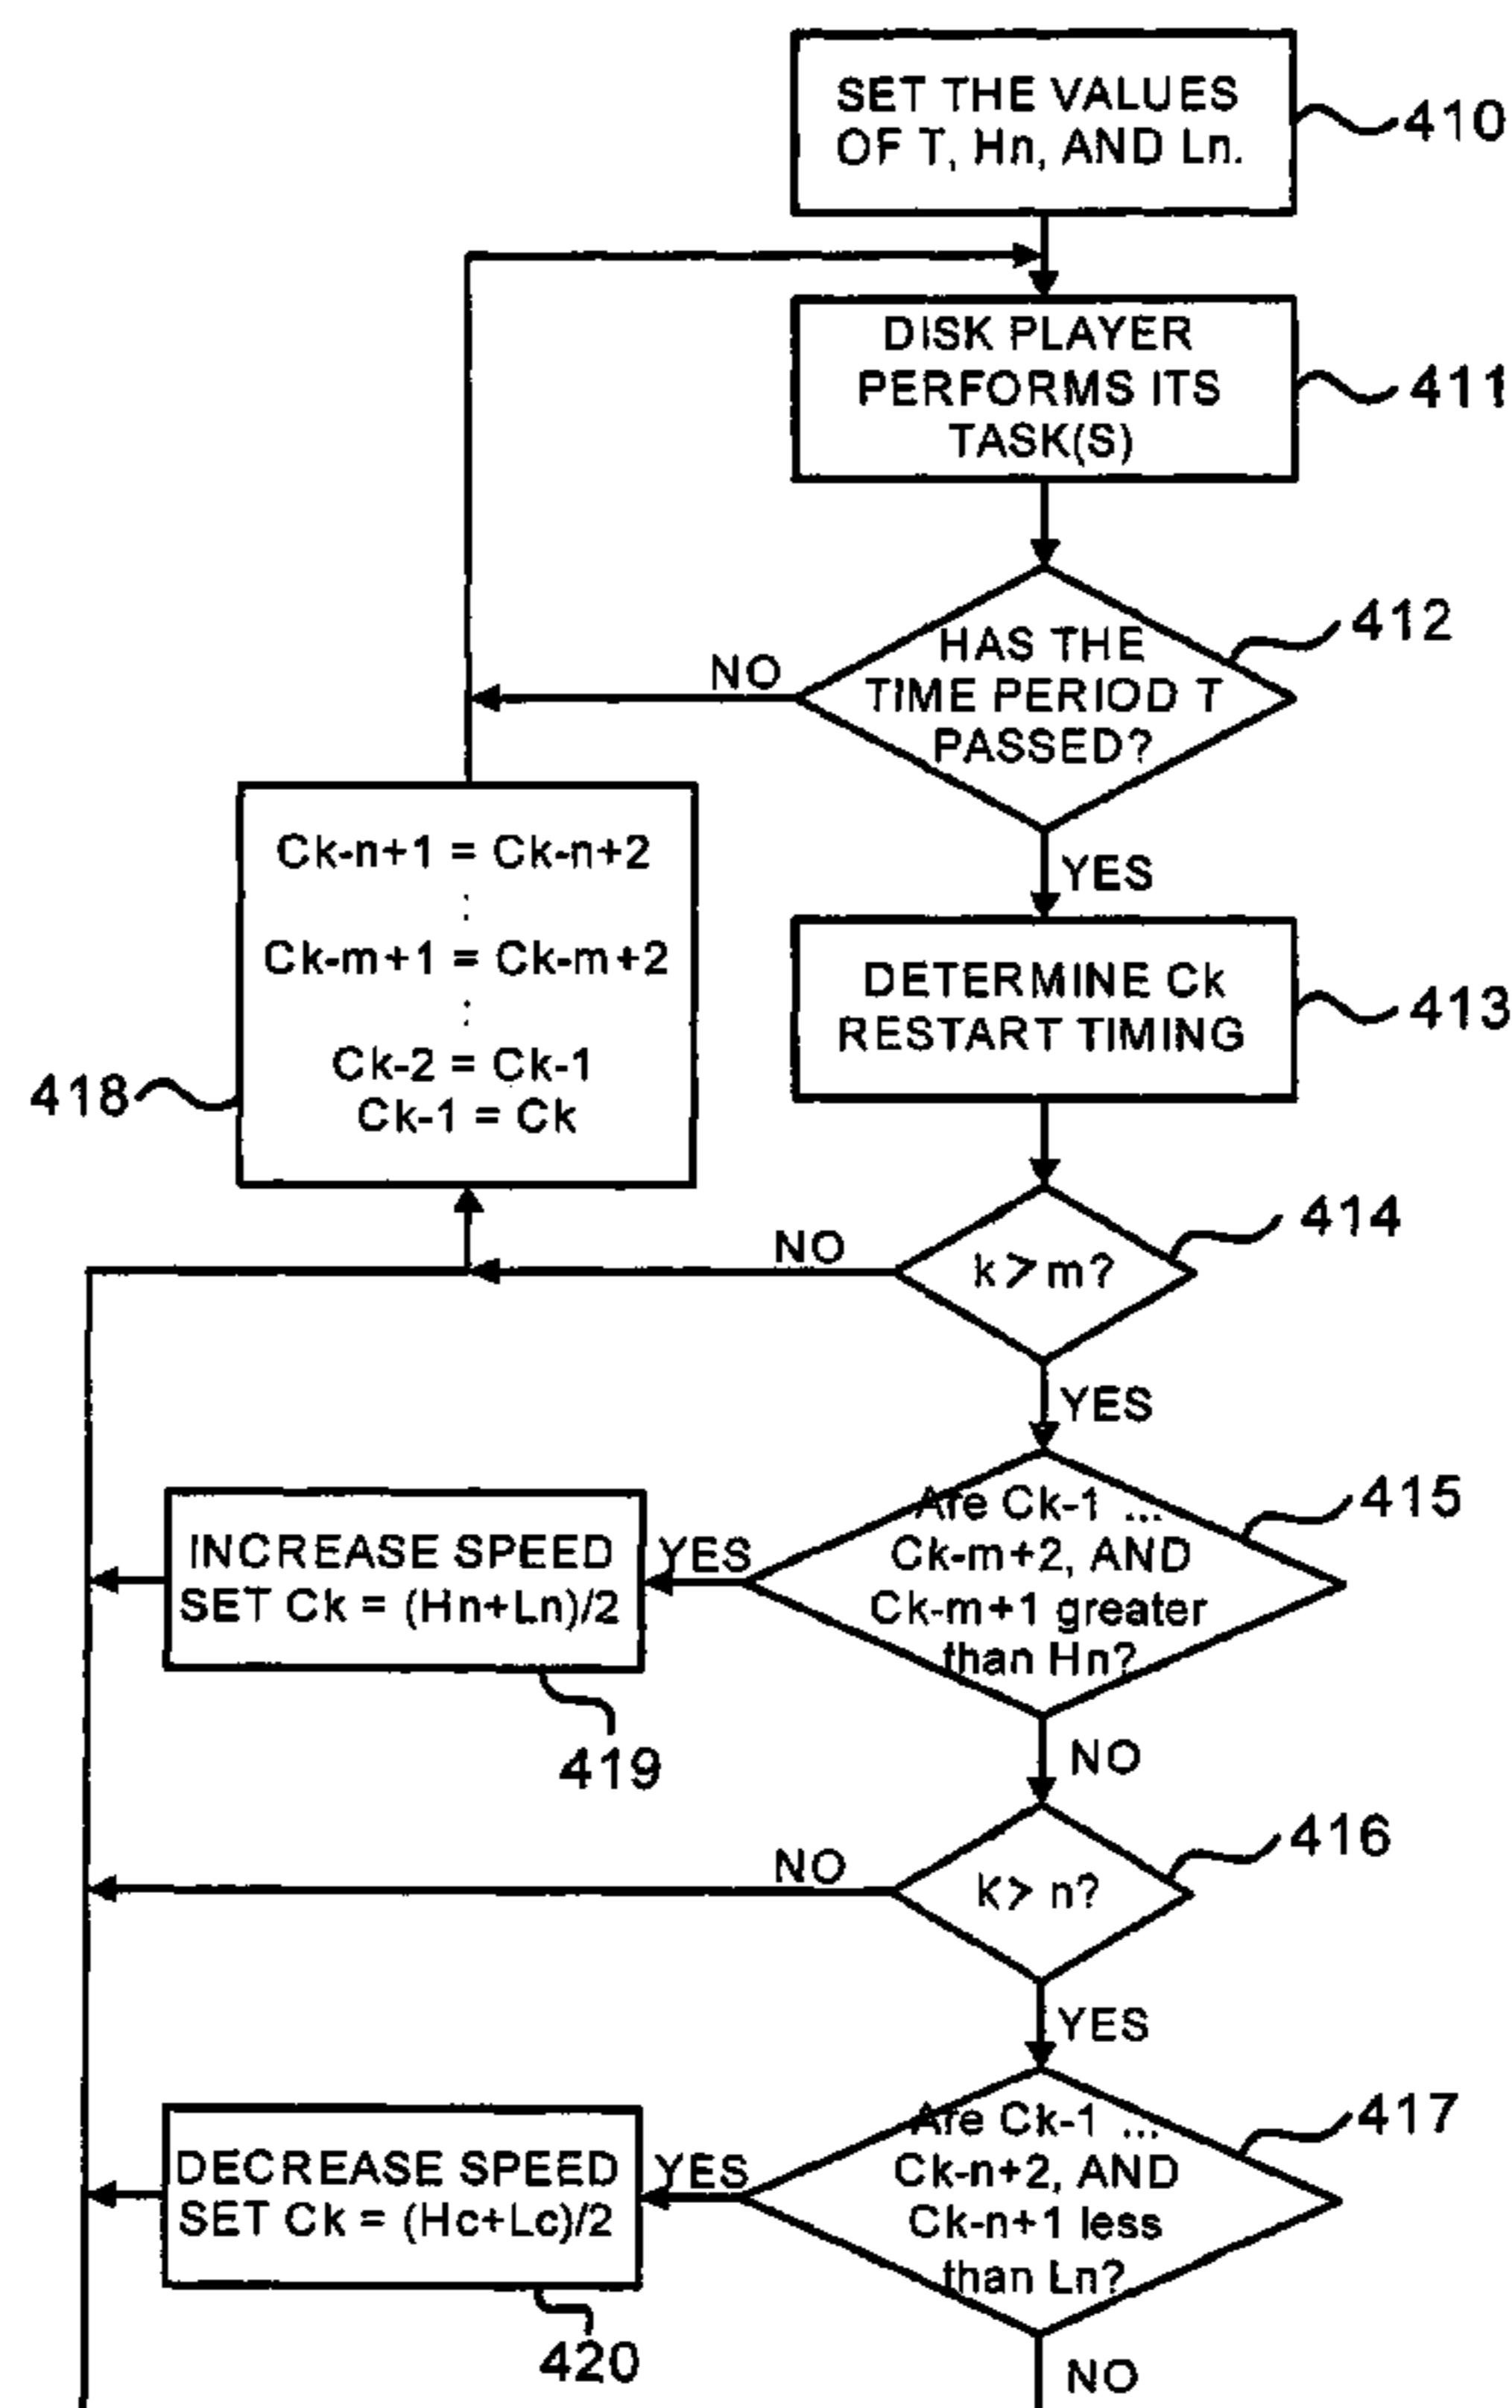 SET THE VALUES
OF T, Hn, AND Ln.
410
DISK PLAYER
PERFORMS ITS
TASK(S)
411
HAS THE
TIME PERIOD T
PASSED?
412
NO
YES
Ck-n+1 = Ck-n+2
:
Ck-m+1 = Ck-m+2
:
Ck-2 = Ck-1
Ck-1 = Ck
418
DETERMINE Ck
RESTART TIMING
413
k>m?
414
NO
YES
Are Ck-1 ...
Ck-m+2, AND
Ck-m+1 greater
than Hn?
415
YES
INCREASE SPEED
SET Ck = (Hn+Ln)/2
419
NO
k> n?
416
NO
YES
Are Ck-1 ...
Ck-n+2, AND
Ck-n+1 less
than Ln?
417
YES
DECREASE SPEED
SET Ck = (Hc+Lc)/2
420
NO